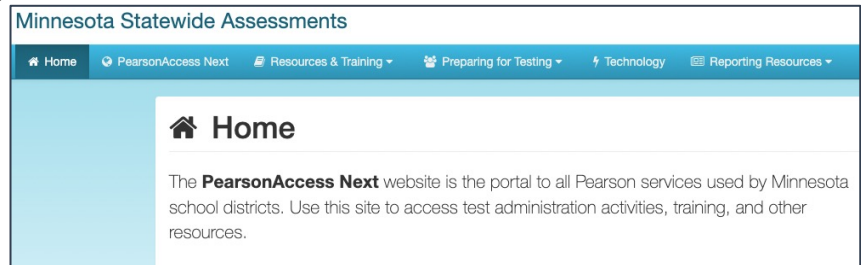 Minnesota Statewide Assessments
Home PearsonAccess Next Resources & Training Preparing for Testing Technology Reporting Resources
Home
The PearsonAccess Next website is the portal to all Pearson services used by Minnesota
school districts. Use this site to access test administration activities, training, and other
resources.